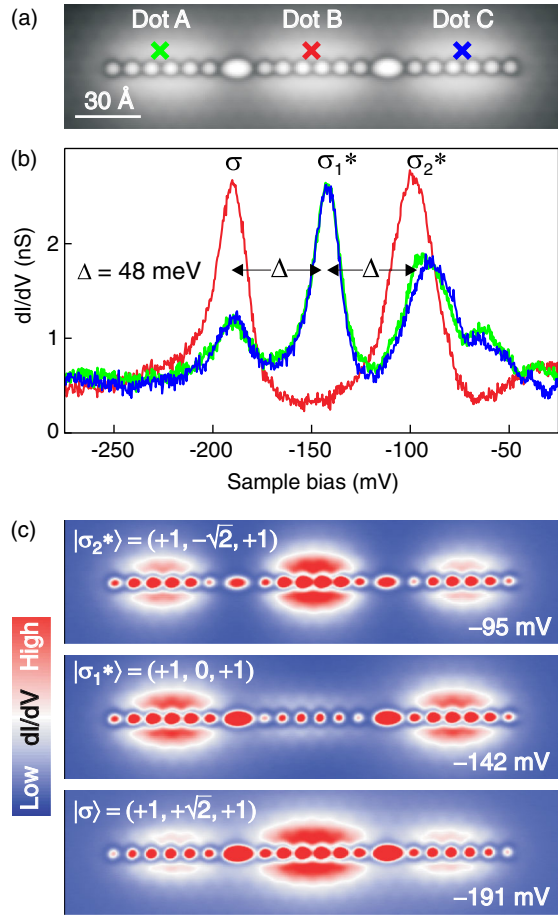 (a)
Dot A Dot B Dot C
30 Å
(b)
σ σ₁* σ₂*
dI/dV (nS)
2
1
0
Δ = 48 meV
Δ Δ
-250 -200 -150 -100 -50
Sample bias (mV)
(c)
|σ₂*⟩ = (+1, −√2, +1)
−95 mV
|σ₁*⟩ = (+1, 0, +1)
−142 mV
|σ⟩ = (+1, +√2, +1)
−191 mV
Low dI/dV High